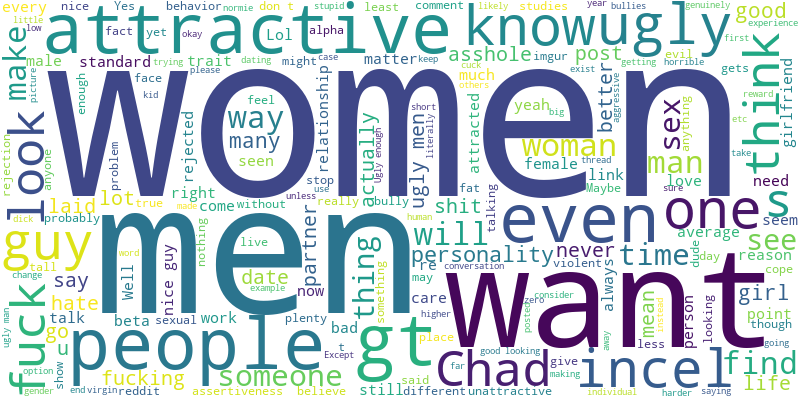 every nice Yes behavior normie don t stupid least comment likely studies year bullies genuinely
little low fact yet okay Lol alpha imgur evil good experience
attractive know ugly
make male standard trying dating trait might case keep matter asshole post much getting horrible first
picture face please cuck others exist gets
women
look enough kid feel relationship short yeah big better aggressive sex anything think girlfriend
rejection anyone problem rejected way many seen actually Ugly enough ugly men literally attracted woman female thread link Maybe man love sure need reward etc take
laid lot true right come without really stop use unless bully fat talking
dick probably made nothing human shit even one s
men
guy say word Well nice guy live date example partner now thing something will personality never time average dude day seem see reason cope
tall change hate talk beta sexual work plenty re may conversation violent care higher zero consider always mean instead person looking girl point though
ugly man fuck go u show people bad t Except place want less going
option gender end virgin fucking reddit someone assertiveness believe gt said still far Chad different good looking making give unattractive posted away incel individual harder saying find life